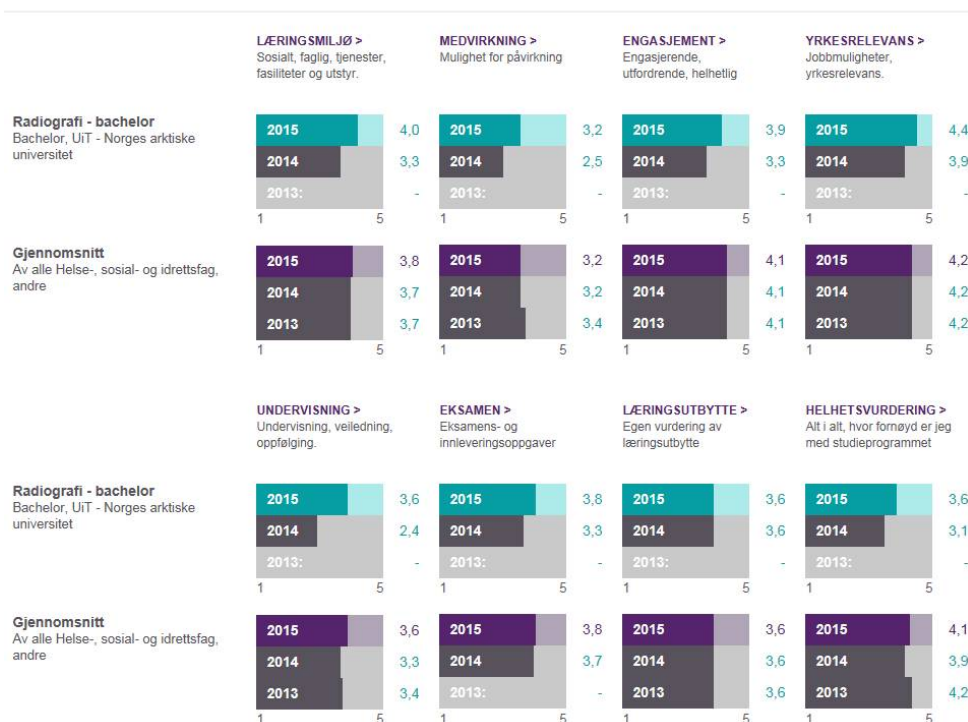 LÆRINGSMILJØ > MEDVIRKNING > ENGASJEMENT > YRKESRELEVANS >
Sosialt, faglig, tjenester, Mulighet for påvirkning Engasjerende, Jobbmuligheter,
fasiliteter og utstyr. utfordrende, helhetlig yrkesrelevans.
Radiografi - bachelor
Bachelor, UiT - Norges arktiske
universitet
2015 4,0 2015 3,2 2015 3,9 2015 4,4
2014 3,3 2014 2,5 2014 3,3 2014 3,9
2013: - 2013: - 2013: - 2013: -
1 5 1 5 1 5 1 5
Gjennomsnitt
Av alle Helse-, sosial- og idrettsfag,
andre
2015 3,8 2015 3,2 2015 4,1 2015 4,2
2014 3,7 2014 3,2 2014 4,1 2014 4,2
2013 3,7 2013 3,4 2013 4,1 2013 4,2
1 5 1 5 1 5 1 5
UNDERVISNING > EKSAMEN > LÆRINGSUTBYTTE > HELHETSVURDERING >
Undervisning, veiledning, Eksamens- og Egen vurdering av Alt i alt, hvor fornøyd er jeg
oppfølging. innleveringsoppgaver læringsutbytte med studieprogrammet
Radiografi - bachelor
Bachelor, UiT - Norges arktiske
universitet
2015 3,6 2015 3,8 2015 3,6 2015 3,6
2014 2,4 2014 3,3 2014 3,6 2014 3,1
2013: - 2013: - 2013: - 2013: -
1 5 1 5 1 5 1 5
Gjennomsnitt
Av alle Helse-, sosial- og idrettsfag,
andre
2015 3,6 2015 3,8 2015 3,6 2015 4,1
2014 3,3 2014 3,7 2014 3,6 2014 3,9
2013 3,4 2013: - 2013 3,6 2013 4,2
1 5 1 5 1 5 1 5